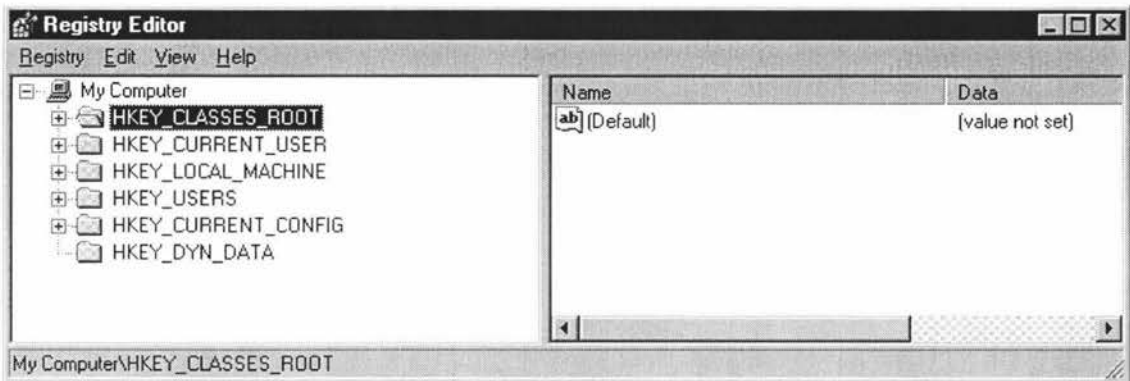 Registry Editor
Registry Edit View Help
My Computer
HKEY_CLASSES_ROOT
HKEY_CURRENT_USER
HKEY_LOCAL_MACHINE
HKEY_USERS
HKEY_CURRENT_CONFIG
HKEY_DYN_DATA
Name Data
ab (Default) (value not set)
My Computer\HKEY_CLASSES_ROOT